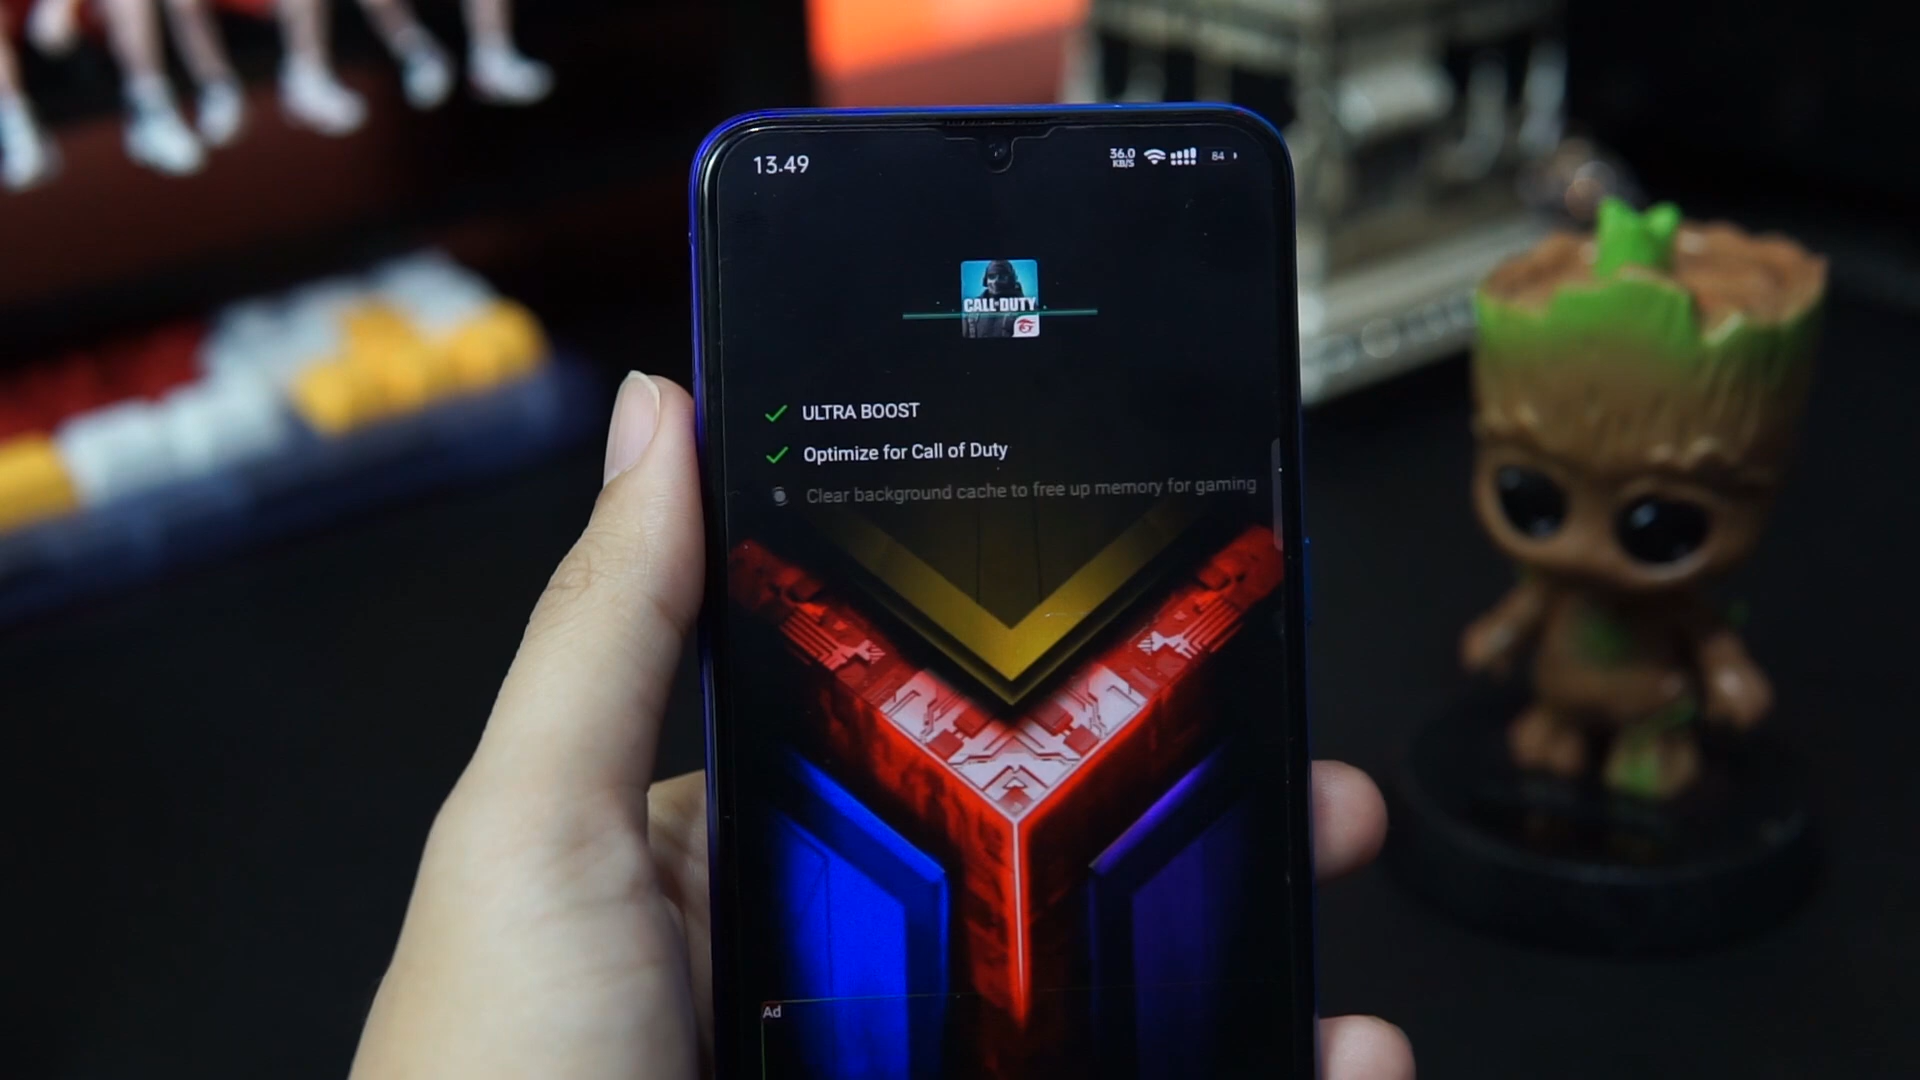 13.49
36.0
KB/S
84
CALL OF DUTY
ULTRA BOOST
Optimize for Call of Duty
Clear background cache to free up memory for gaming
Ad